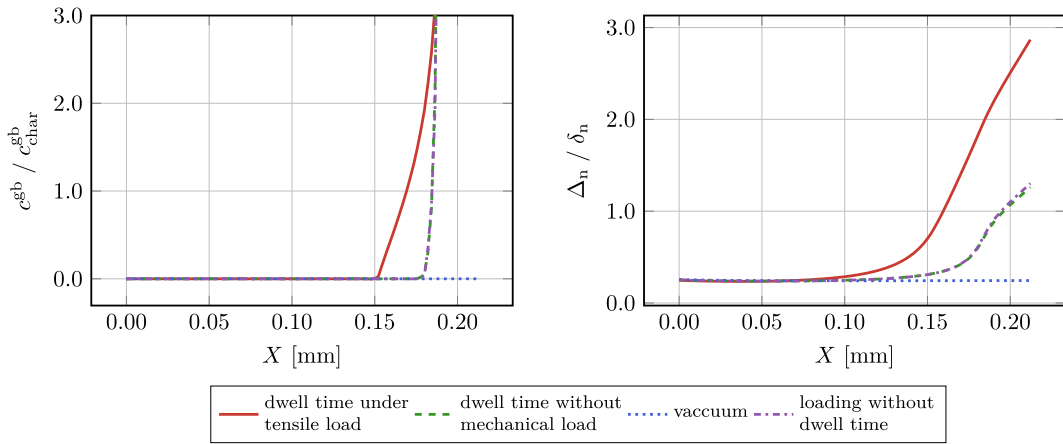 3.0
2.0
1.0
0.0
c^gb / c^gb_char
0.00 0.05 0.10 0.15 0.20
X [mm]
3.0
2.0
1.0
0.0
Δn / δn
0.00 0.05 0.10 0.15 0.20
X [mm]
dwell time under
tensile load
dwell time without
mechanical load
vaccuum
loading without
dwell time